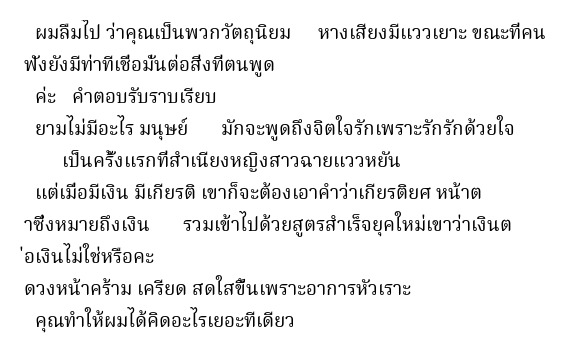 ผมลืมไป ว่าคุณเป็นพวกวัตถุนิยม หางเสียงมีแววเยาะ ขณะที่คน
ฟังยังมีท่าทีเชื่อมั่นต่อสิ่งที่ตนพูด
ค่ะ คำตอบรับราบเรียบ
ยามไม่มีอะไร มนุษย์ มักจะพูดถึงจิตใจรักเพราะรักรักด้วยใจ
เป็นครั้งแรกที่สำเนียงหญิงสาวฉายแววหยัน
แต่เมื่อมีเงิน มีเกียรติ เขาก็จะต้องเอาคำว่าเกียรติยศ หน้าต
าซึ่งหมายถึงเงิน รวมเข้าไปด้วยสูตรสำเร็จยุคใหม่เขาว่าเงินต
่อเงินไม่ใช่หรือคะ
ดวงหน้าคร้าม เครียด สดใสขึ้นเพราะอาการหัวเราะ
คุณทำให้ผมได้คิดอะไรเยอะทีเดียว